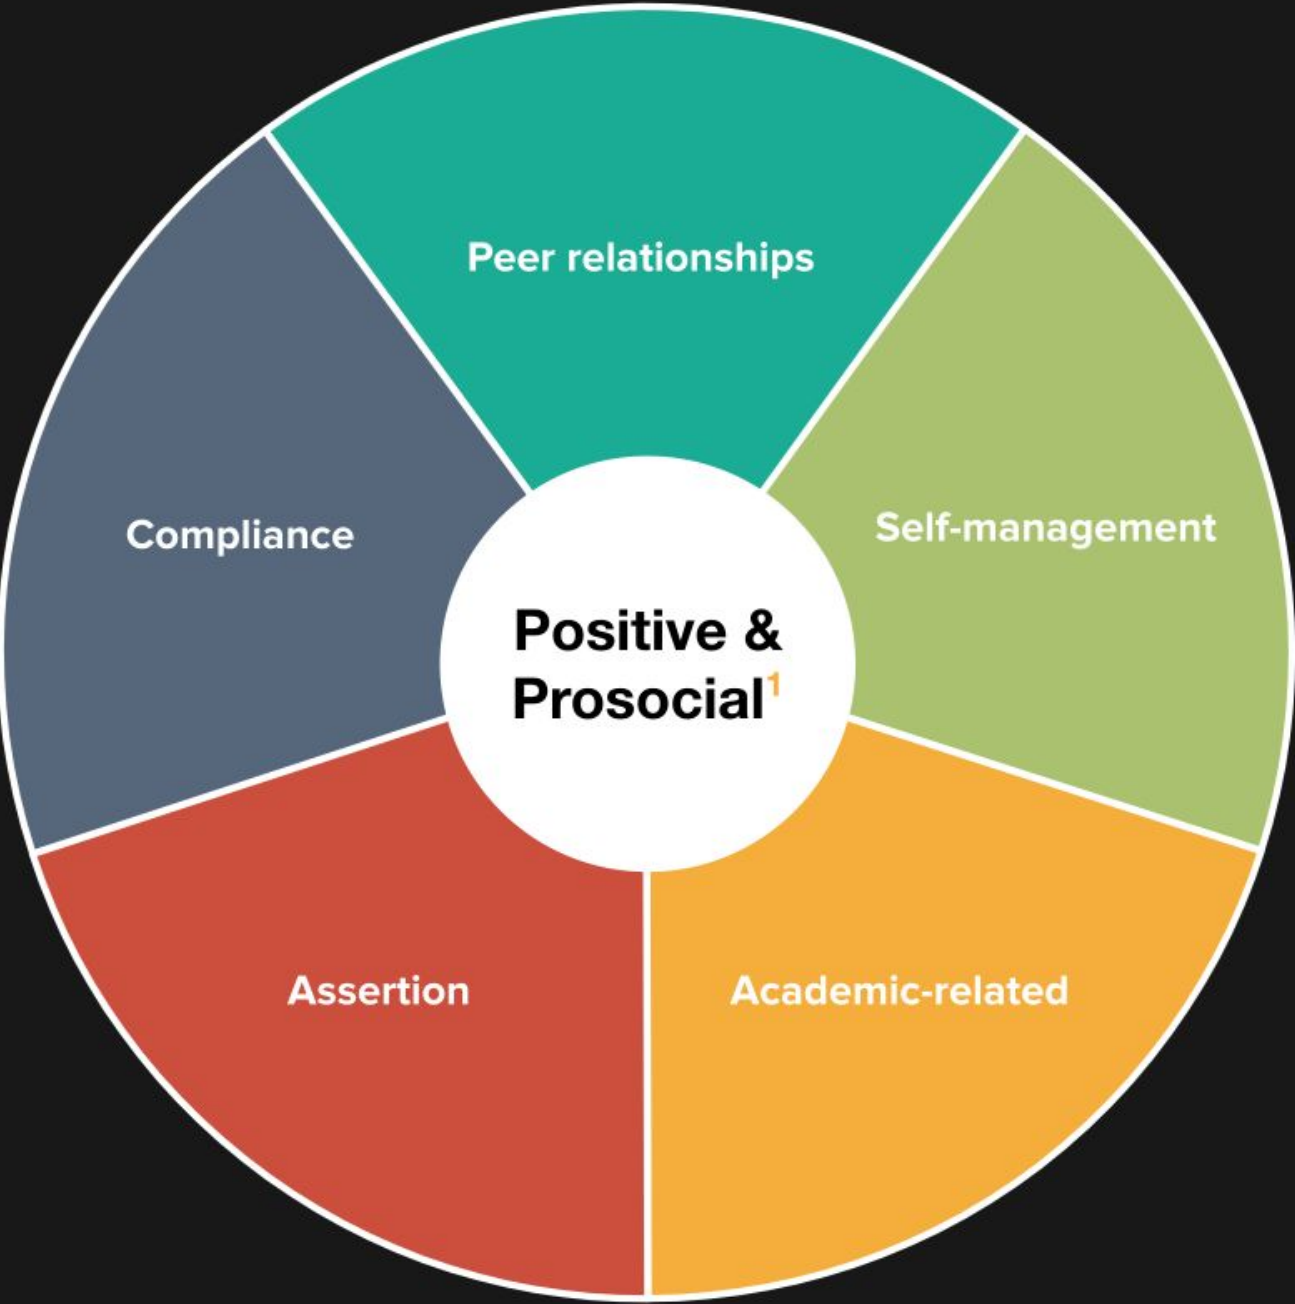 Peer relationships
Self-management
Compliance
Positive &
Prosocial¹
Assertion
Academic-related